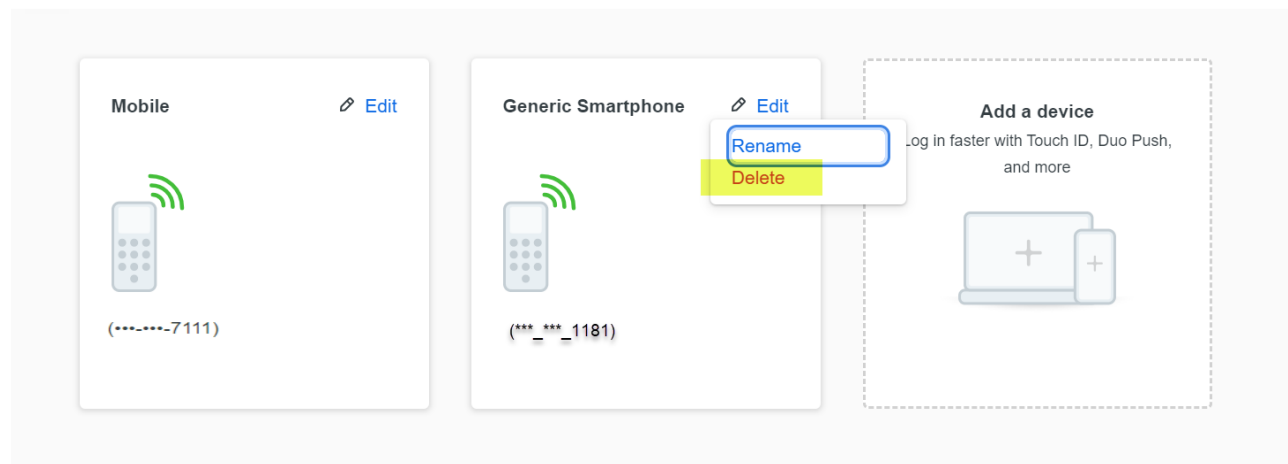 Mobile
Edit
(•••-•••-7111)
Generic Smartphone
Edit
Rename
Delete
(***_***_1181)
Add a device
Log in faster with Touch ID, Duo Push,
and more